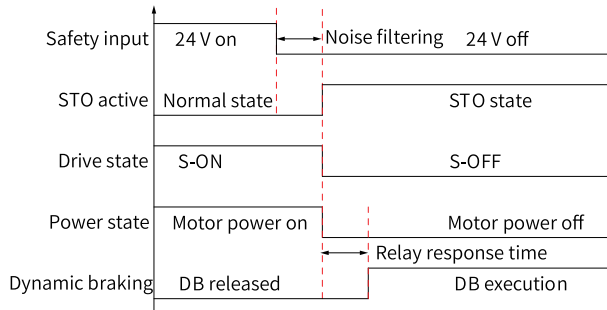 Safety input 24 V on Noise filtering 24 V off
STO active Normal state STO state
Drive state S-ON S-OFF
Power state Motor power on Motor power off
Relay response time
Dynamic braking DB released DB execution